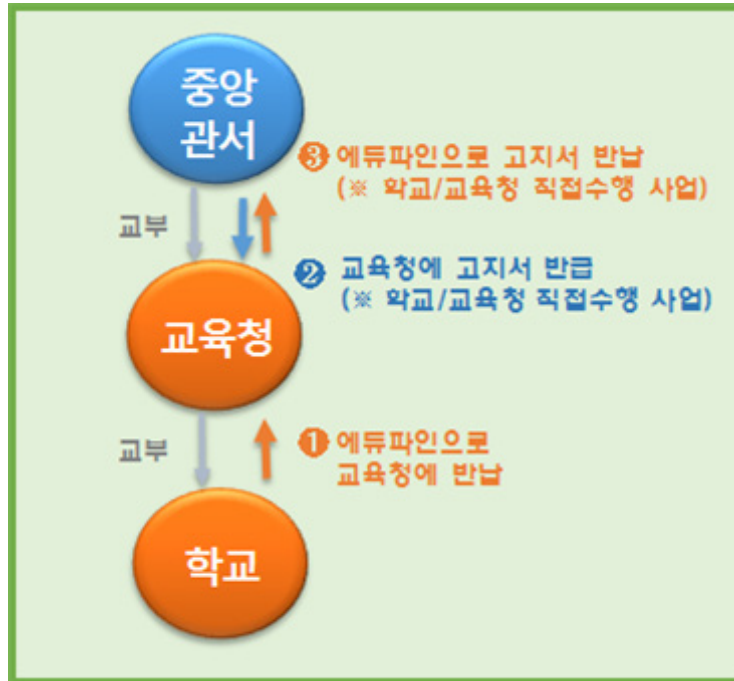 중앙
관서
❸ 에듀파인으로 고지서 반납
(※ 학교/교육청 직접수행 사업)
교부
❷ 교육청에 고지서 반급
(※ 학교/교육청 직접수행 사업)
교육청
교부
❶ 에듀파인으로
교육청에 반납
학교